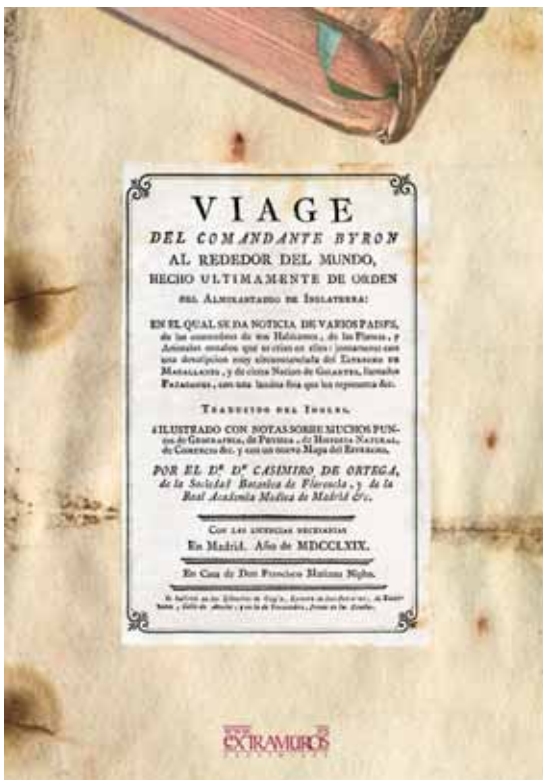 VIAGE
DEL COMANDANTE BYRON
AL REDEDOR DEL MUNDO,
HECHO ULTIMAMENTE DE ORDEN
DEL ALMIRANTAZGO DE INGLATERRA:
EN EL QUAL SE DA NOTICIA DE VARIOS PAISES,
de las costumbres de sus Habitantes, de las Plantas, y
Animales estraños que se crian en ellos: juntamente con
una descripcion muy circunstanciada del ESTRECHO DE
MAGALLANES, y de cierta Nacion de GIGANTES, llamados
PATAGONES, con una lamina fina que los representa &c.
TRADUCIDO DEL INGLES,
é ILUSTRADO CON NOTAS SOBRE MUCHOS PUN-
tos de GEOGRAPHIA, de PHYSICA, de HISTORIA NATURAL,
de COMERCIO &c. y con un nuevo Mapa del ESTRECHO,
POR EL D.R D.N CASIMIRO DE ORTEGA,
de la Sociedad Botanica de Florencia, y de la
Real Academia Medica de Madrid &c.
CON LAS LICENCIAS NECESARIAS
En Madrid. Año de MDCCLXIX.
En Casa de Don Francisco Mariano Nipho.
EXTRAMUROS